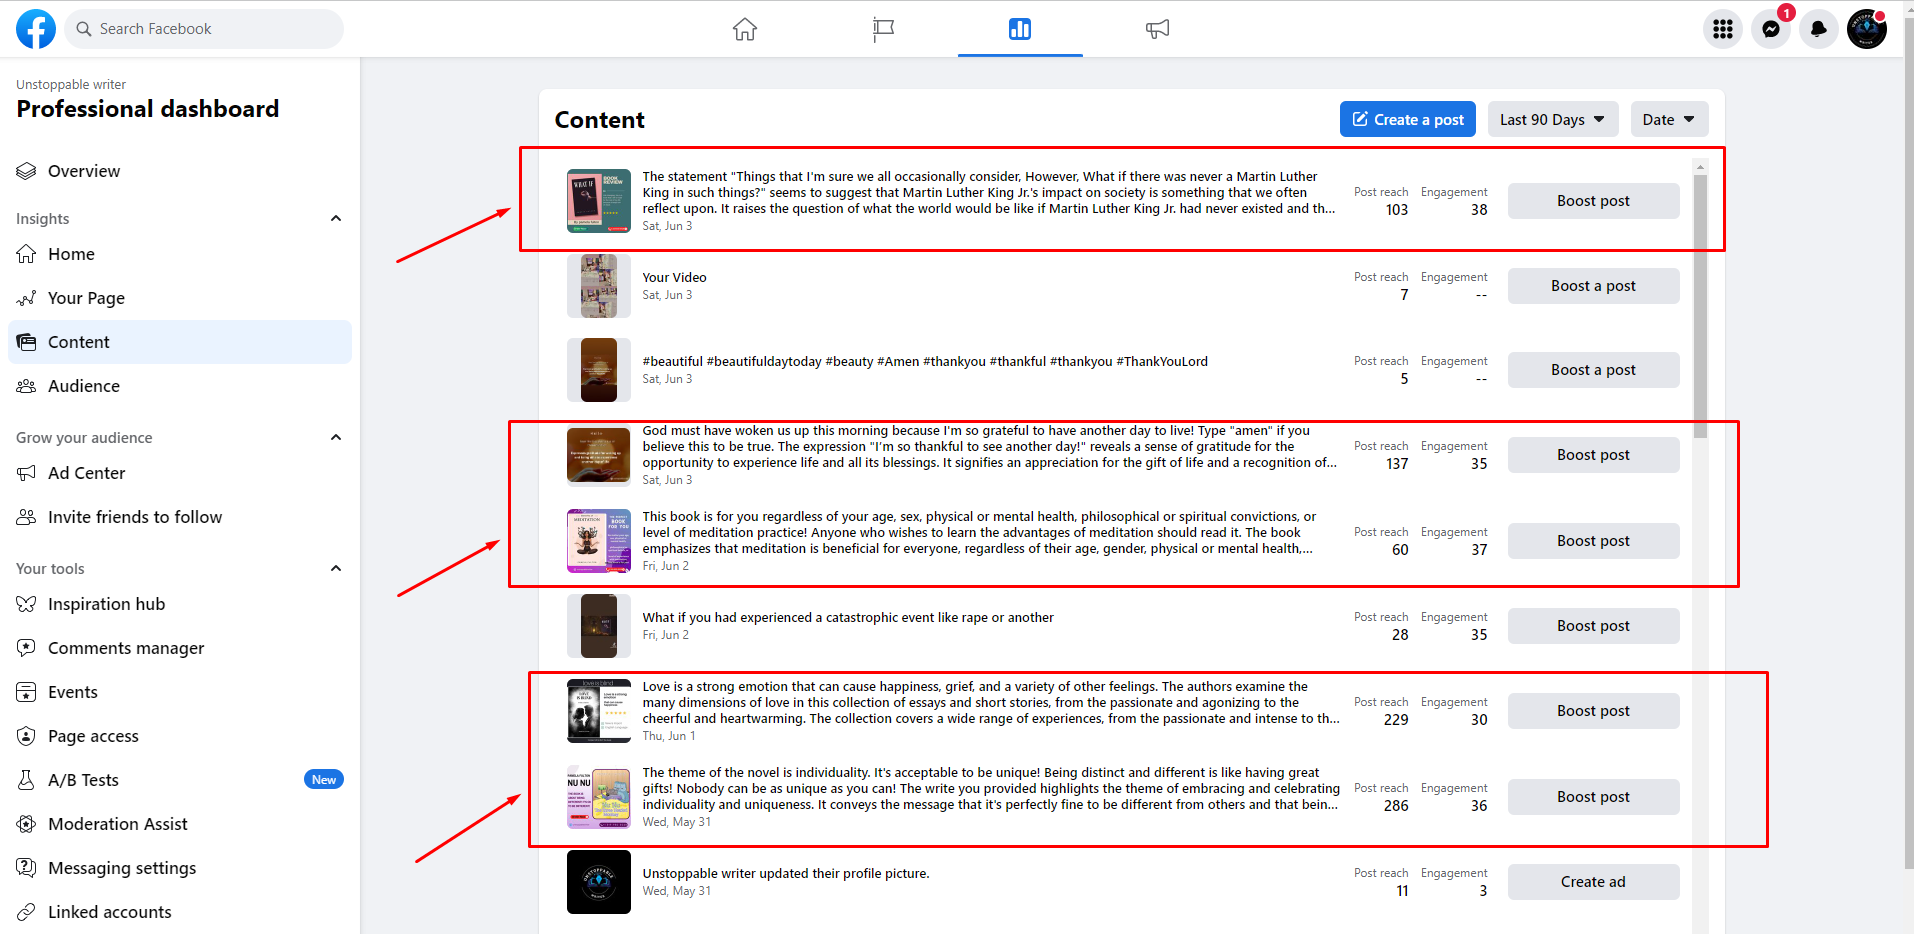 Search Facebook
1
Unstoppable writer
Professional dashboard
Overview
Insights
Home
Your Page
Content
Audience
Grow your audience
Ad Center
Invite friends to follow
Your tools
Inspiration hub
Comments manager
Events
Page access
A/B Tests
New
Moderation Assist
Messaging settings
Linked accounts
Content
Create a post
Last 90 Days
Date
WHAT IF
BOOK
REVIEW
The statement "Things that I'm sure we all occasionally consider, However, What if there was never a Martin Luther
King in such things?" seems to suggest that Martin Luther King Jr.'s impact on society is something that we often
reflect upon. It raises the question of what the world would be like if Martin Luther King Jr. had never existed and th...
Sat, Jun 3
Post reach Engagement
103 38
Boost post
Your Video
Sat, Jun 3
Post reach Engagement
7 --
Boost a post
#beautiful #beautifuldaytoday #beauty #Amen #thankyou #thankful #thankyou #ThankYouLord
Sat, Jun 3
Post reach Engagement
5 --
Boost a post
God must have woken us up this morning because I'm so grateful to have another day to live! Type "amen" if you
believe this to be true. The expression "I'm so thankful to see another day!" reveals a sense of gratitude for the
opportunity to experience life and all its blessings. It signifies an appreciation for the gift of life and a recognition of...
Sat, Jun 3
Post reach Engagement
137 35
Boost post
MEDITATION
BOOK
FOR YOU
This book is for you regardless of your age, sex, physical or mental health, philosophical or spiritual convictions, or
level of meditation practice! Anyone who wishes to learn the advantages of meditation should read it. The book
emphasizes that meditation is beneficial for everyone, regardless of their age, gender, physical or mental health,...
Fri, Jun 2
Post reach Engagement
60 37
Boost post
What if you had experienced a catastrophic event like rape or another
Fri, Jun 2
Post reach Engagement
28 35
Boost post
love is blind
LOVE
IS BLIND
Love is a strong emotion that can cause happiness, grief, and a variety of other feelings. The authors examine the
many dimensions of love in this collection of essays and short stories, from the passionate and agonizing to the
cheerful and heartwarming. The collection covers a wide range of experiences, from the passionate and intense to th...
Thu, Jun 1
Post reach Engagement
229 30
Boost post
NU NU
Nu Nu
The theme of the novel is individuality. It's acceptable to be unique! Being distinct and different is like having great
gifts! Nobody can be as unique as you can! The write you provided highlights the theme of embracing and celebrating
individuality and uniqueness. It conveys the message that it's perfectly fine to be different from others and that bein...
Wed, May 31
Post reach Engagement
286 36
Boost post
UNSTOPPABLE
WRITER
Unstoppable writer updated their profile picture.
Wed, May 31
Post reach Engagement
11 3
Create ad